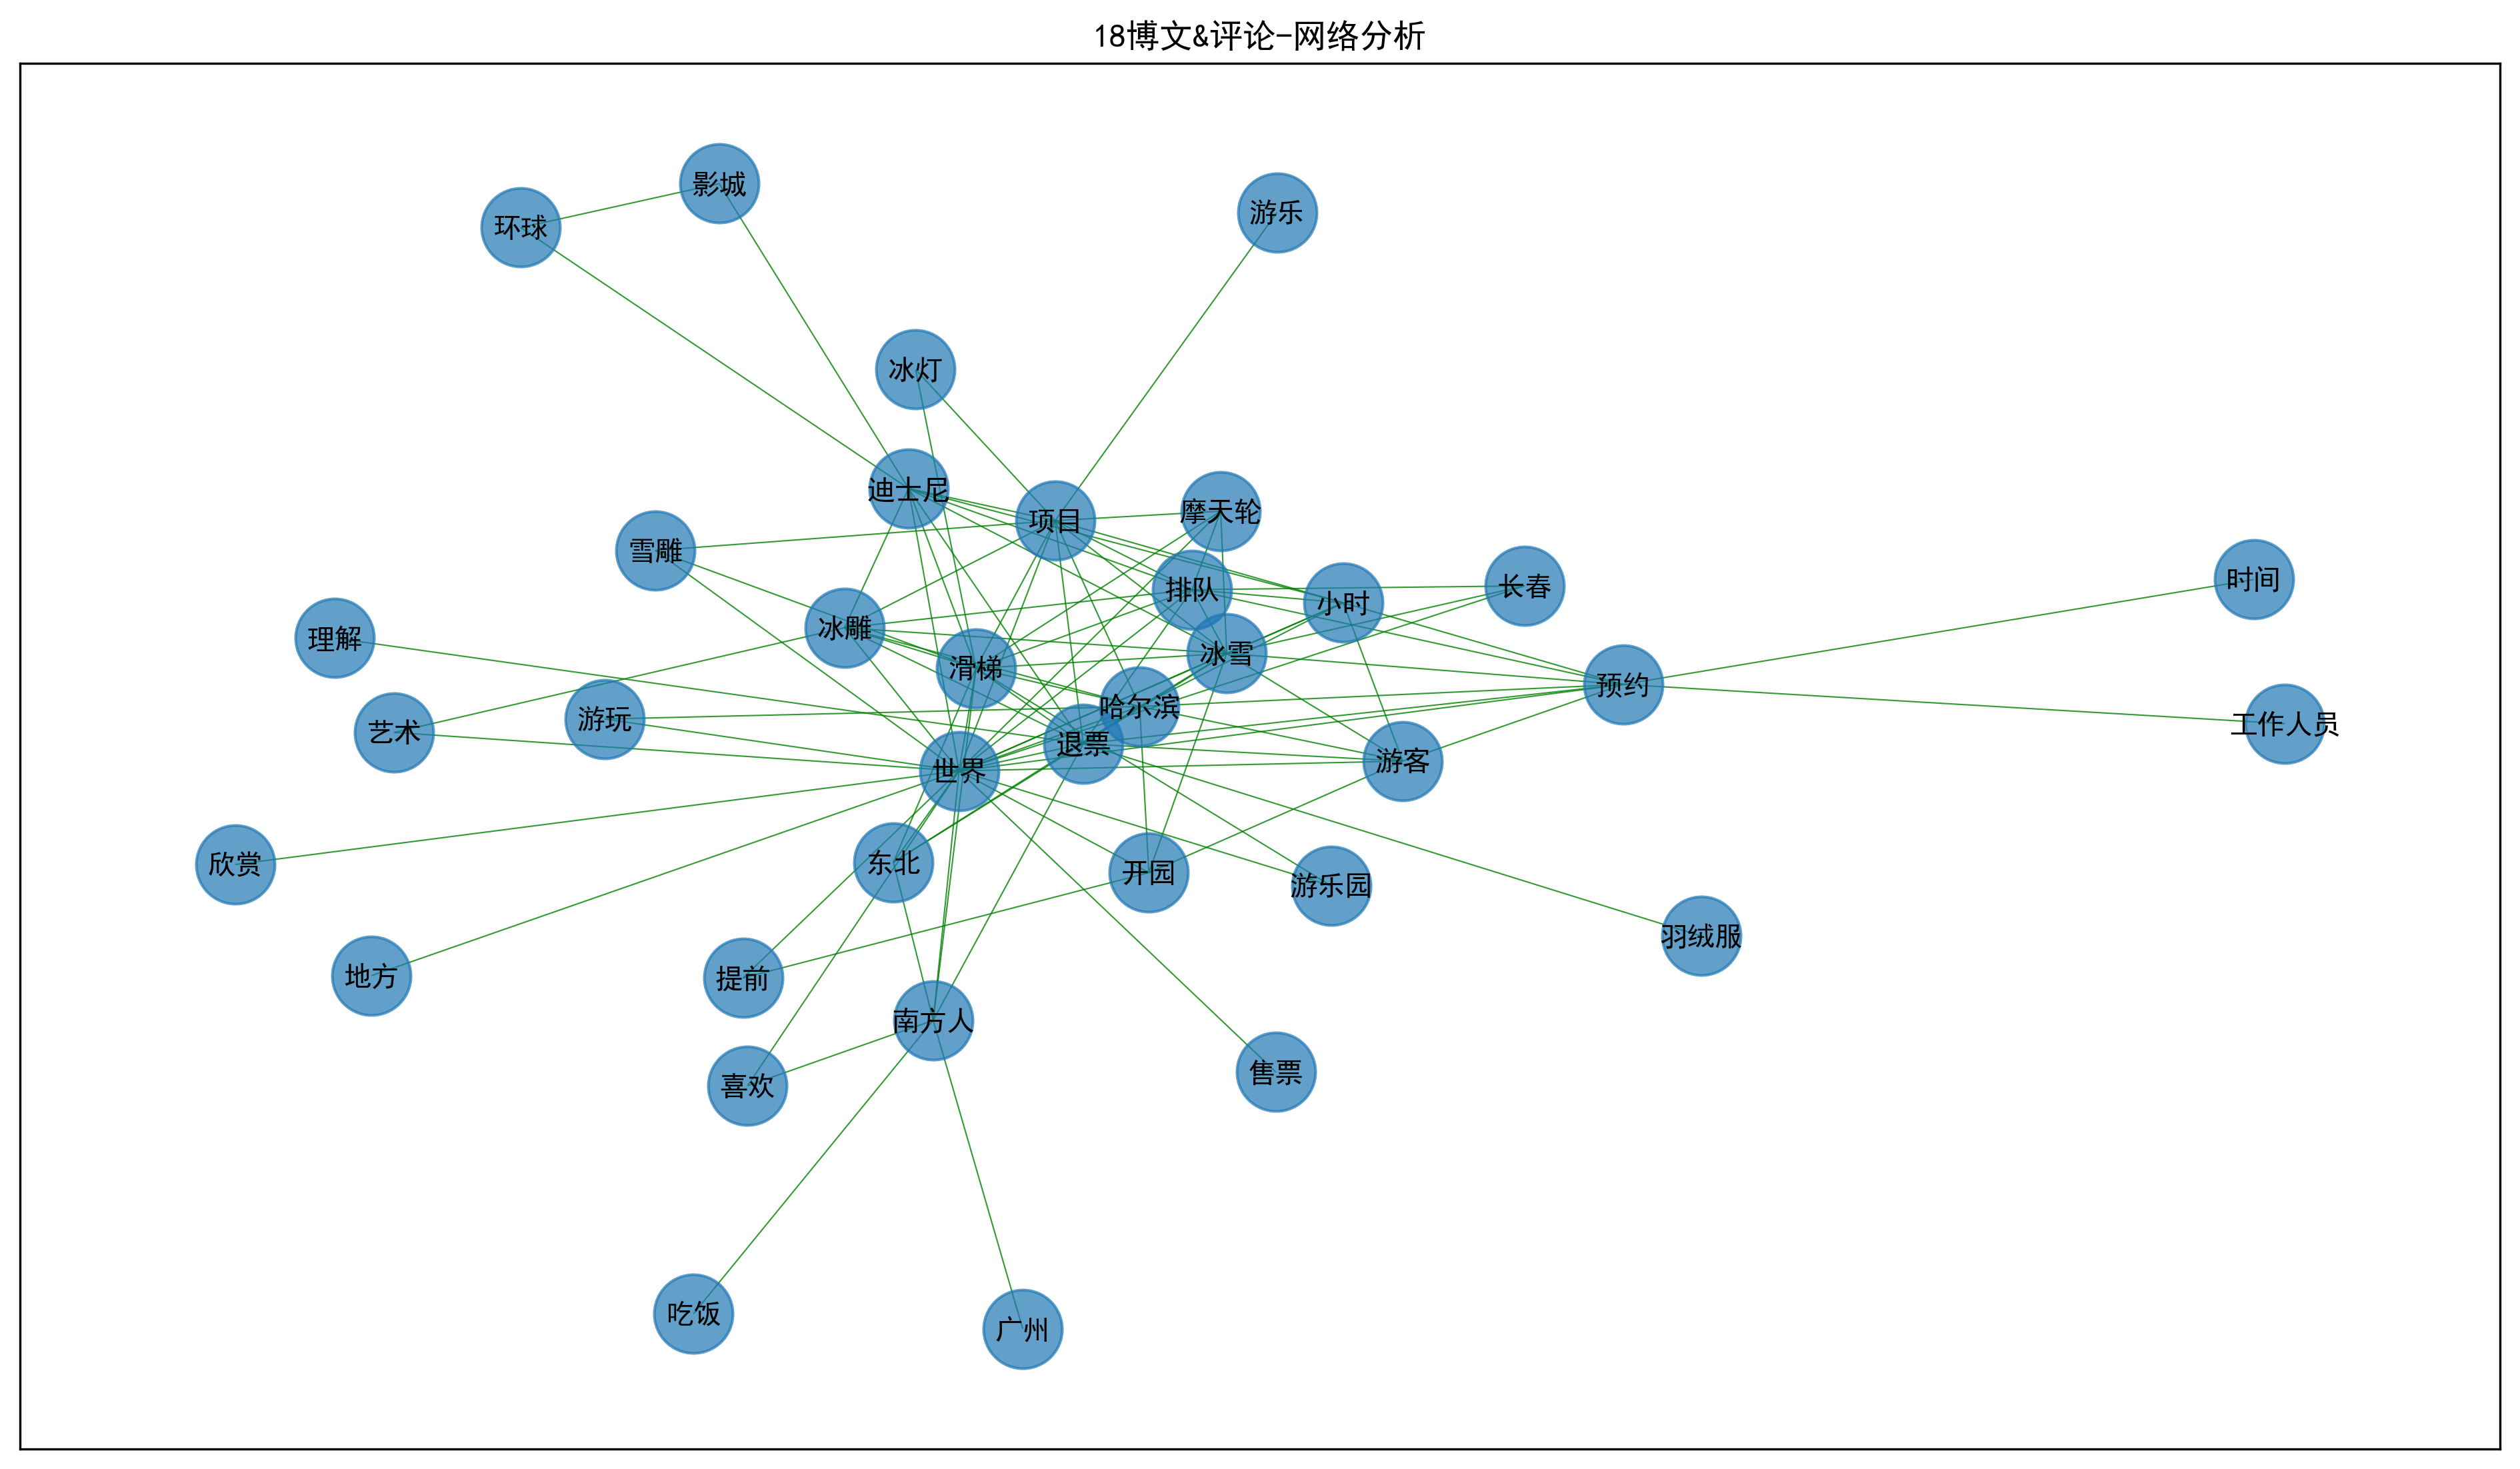 18博文&评论-网络分析
影城
环球
游乐
冰灯
迪士尼
项目
摩天轮
雪雕
排队
小时
长春
时间
冰雕
理解
滑梯
冰雪
预约
哈尔滨
游玩
艺术
工作人员
退票
游客
世界
东北
欣赏
开园
游乐园
羽绒服
地方
提前
南方人
售票
喜欢
吃饭
广州